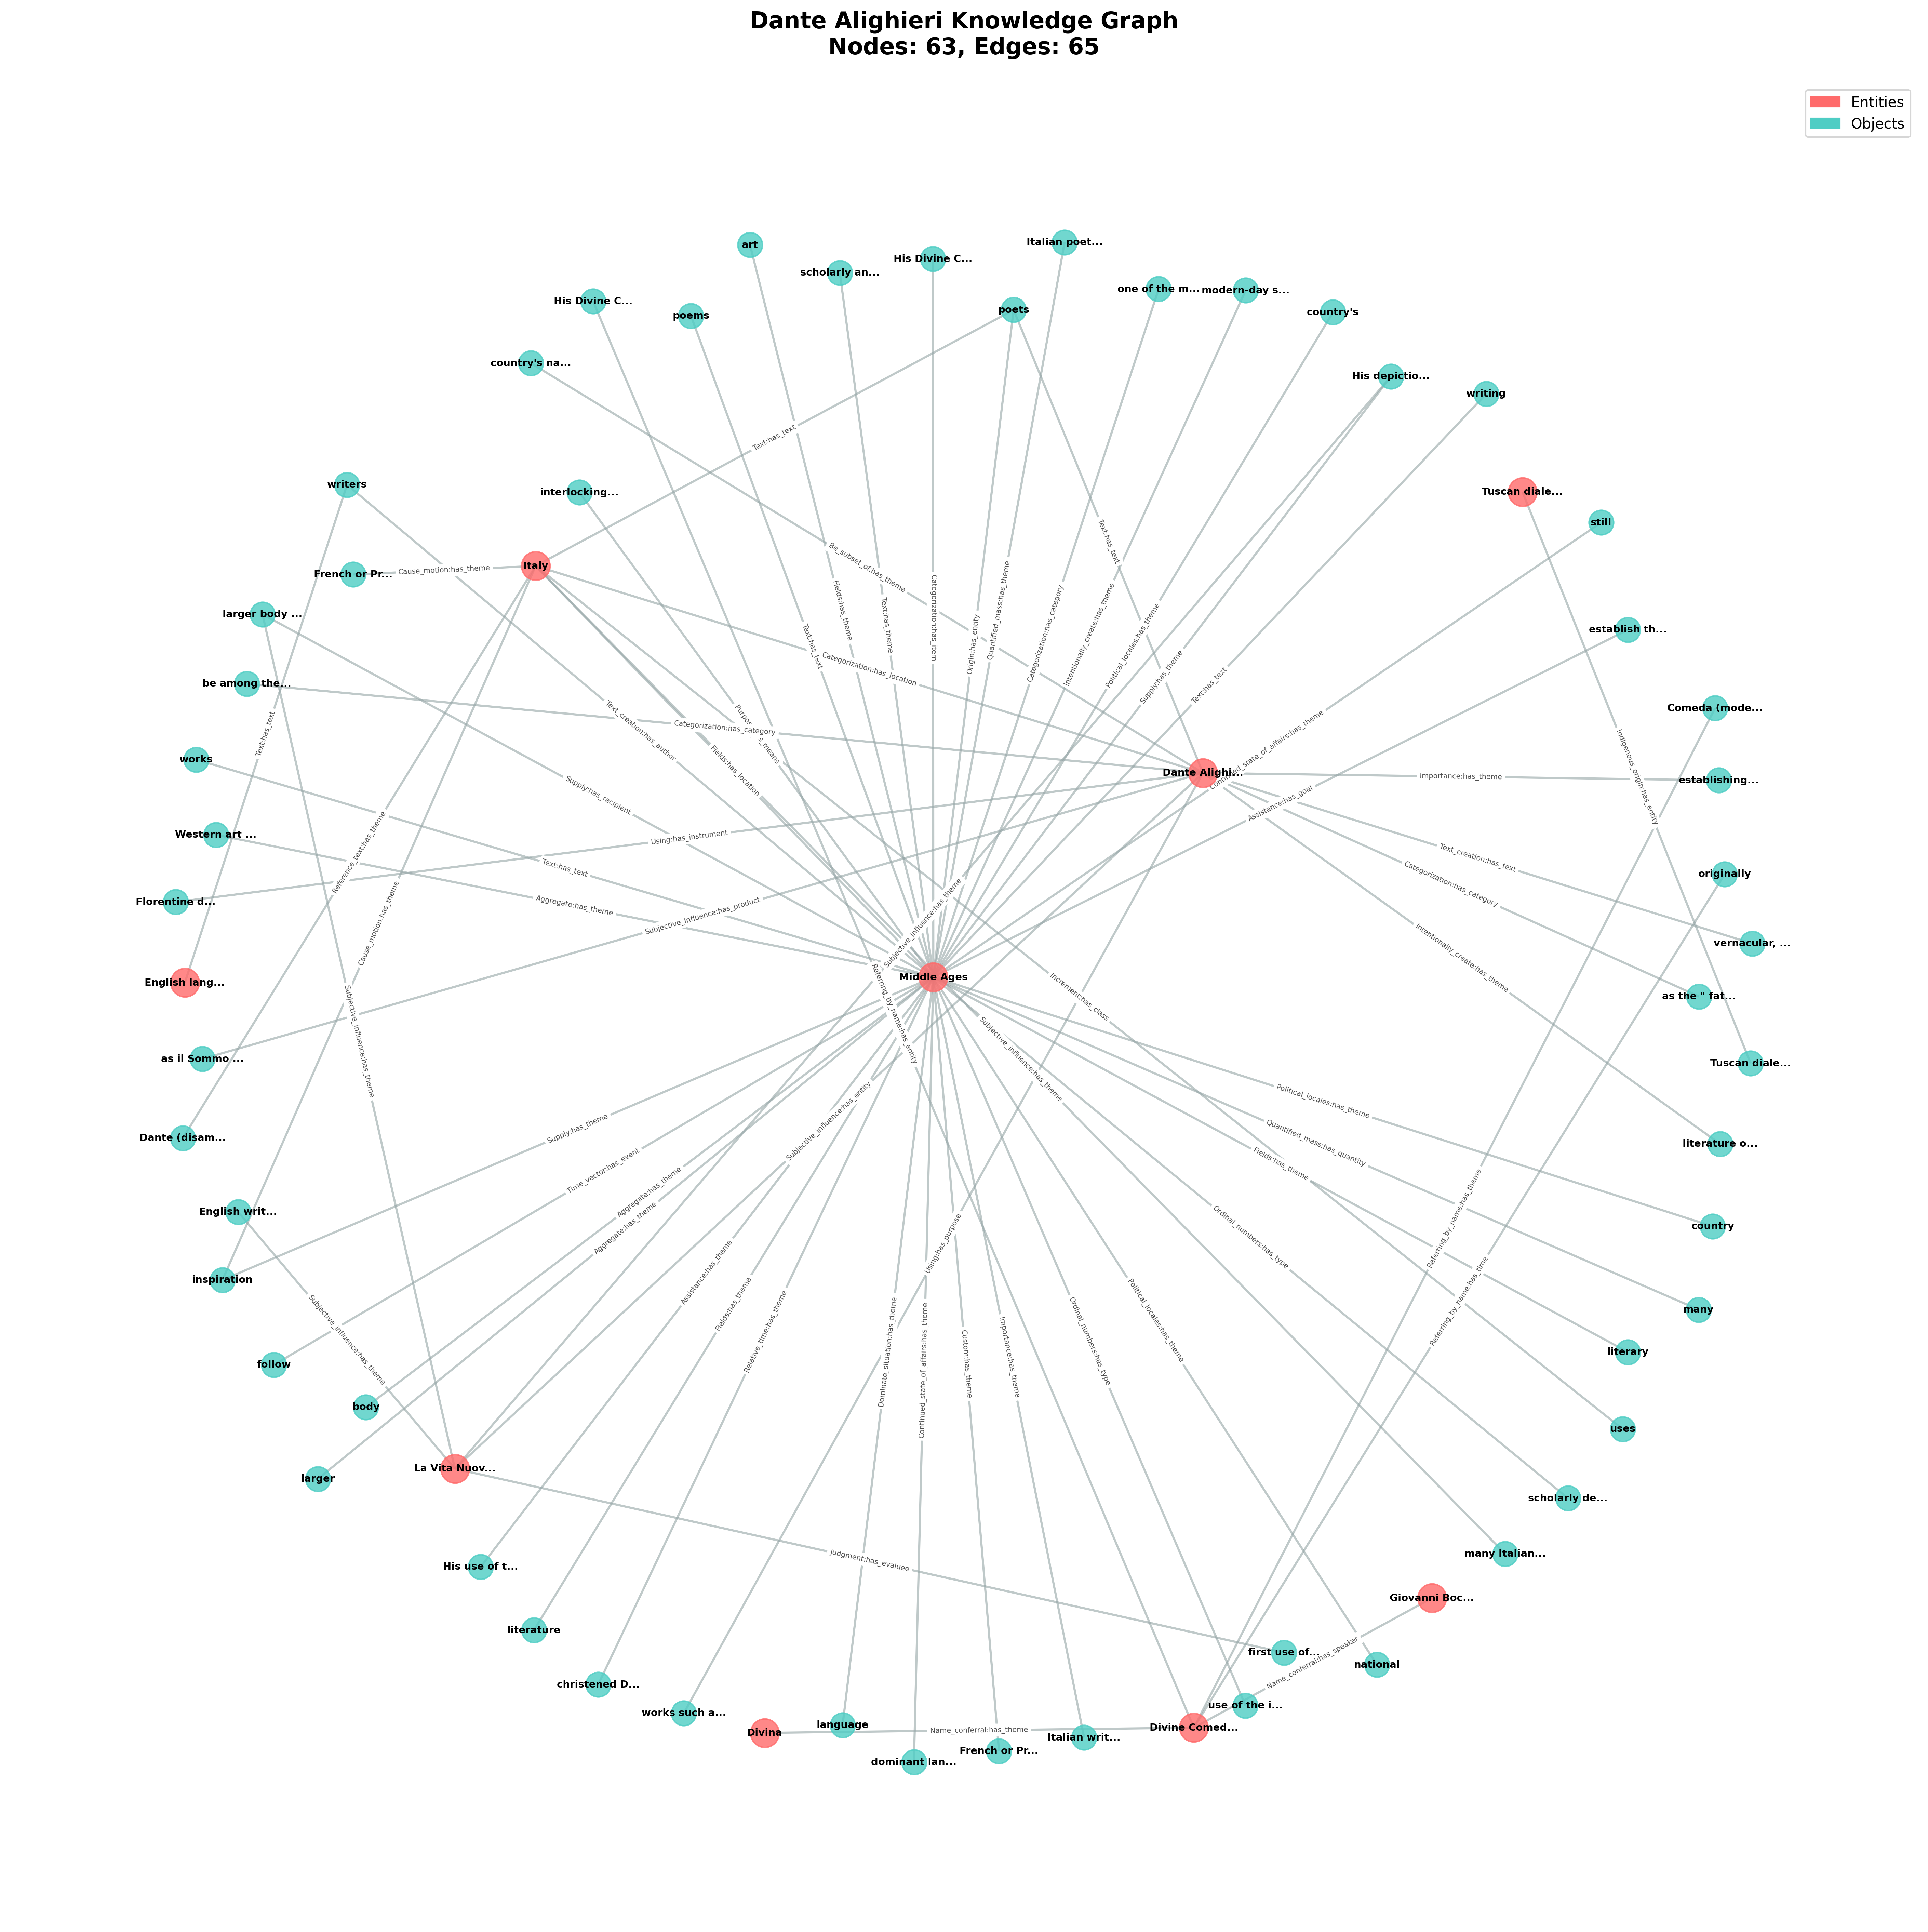 Dante Alighieri Knowledge Graph
Nodes: 63, Edges: 65
Entities
Objects
art
Italian poet...
His Divine C...
scholarly an...
one of the m...
modern-day s...
His Divine C...
poets
country's
poems
country's na...
His depictio...
writing
Text:has_text
writers
interlocking...
Tuscan diale...
still
Text:has_text
Italy
French or Pr...
Cause_motion:has_theme
Be_subset_of:has_theme
Fields:has_theme
Text:has_theme
Categorization:has_item
Origin:has_entity
Quantified_mass:has_theme
Categorization:has_category
Intentionally_create:has_theme
Political_locales:has_theme
Supply:has_theme
Text:has_text
Text:has_text
larger body ...
establish th...
Categorization:has_location
be among the...
Comeda (mode...
Text:has_text
Text_creation:has_author
Categorization:has_category
Fields:has_location
Continued_state_of_affairs:has_theme
Indigenous_origin:has_entity
works
Dante Alighi...
Importance:has_theme
establishing...
Supply:has_recipient
Assistance:has_goal
Western art ...
Using:has_instrument
Reference_text:has_theme
Text_creation:has_text
Text:has_text
originally
Categorization:has_category
Florentine d...
Aggregate:has_theme
Subjective_influence:has_product
Subjective_influence:has_theme
Cause_motion:has_theme
Intentionally_create:has_theme
vernacular, ...
English lang...
Middle Ages
Increment:has_class
as the " fat...
Referring_by_name:has_entity
Subjective_influence:has_theme
Subjective_influence:has_theme
as il Sommo ...
Tuscan diale...
Political_locales:has_theme
Subjective_influence:has_entity
Supply:has_theme
Dante (disam...
Quantified_mass:has_quantity
literature o...
Time_vector:has_event
Fields:has_theme
Aggregate:has_theme
Aggregate:has_theme
English writ...
Referring_by_name:has_theme
country
Ordinal_numbers:has_type
Using:has_purpose
Assistance:has_theme
inspiration
Fields:has_theme
Referring_by_name:has_time
many
Relative_time:has_theme
Political_locales:has_theme
Subjective_influence:has_theme
Ordinal_numbers:has_type
Dominate_situation:has_theme
Continued_state_of_affairs:has_theme
Custom:has_theme
Importance:has_theme
literary
follow
body
uses
La Vita Nuov...
larger
scholarly de...
many Italian...
Judgment:has_evaluee
His use of t...
Giovanni Boc...
literature
first use of...
national
Name_conferral:has_speaker
christened D...
use of the i...
works such a...
language
Divina
Name_conferral:has_theme
Divine Comed...
Italian writ...
French or Pr...
dominant lan...